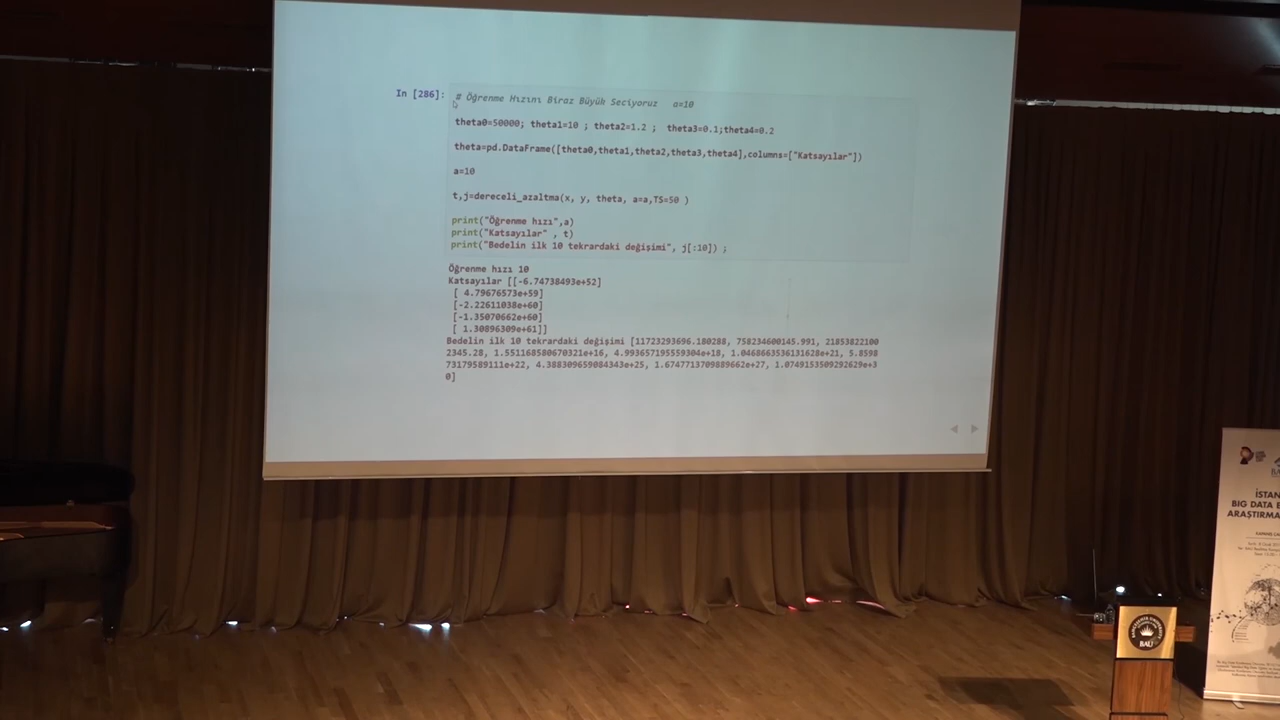 In [286]:
# Öğrenme Hızını Biraz Büyük Seciyoruz a=10
theta0=50000; theta1=10 ; theta2=1.2 ; theta3=0.1;theta4=0.2
theta=pd.DataFrame([theta0,theta1,theta2,theta3,theta4],columns=["Katsayılar"])
a=10
t,j=dereceli_azaltma(x, y, theta, a=a,TS=50 )
print("Öğrenme hızı",a)
print("Katsayılar" , t)
print("Bedelin ilk 10 tekrardaki değişimi", j[:10]) ;
Öğrenme hızı 10
Katsayılar [[-6.74738493e+52]
[ 4.79676573e+59]
[-2.22611038e+60]
[-1.35070662e+60]
[ 1.30896309e+61]]
Bedelin ilk 10 tekrardaki değişimi [11723293696.180288, 758234600145.991, 21853822100
2345.28, 1.551168580670321e+16, 4.993657195559304e+18, 1.0468663536131628e+21, 5.8598
73179589111e+22, 4.388309659084343e+25, 1.6747713709889662e+27, 1.0749153509292629e+3
0]
İSTAN
BIG DATA E
ARAŞTIRMA
BAU